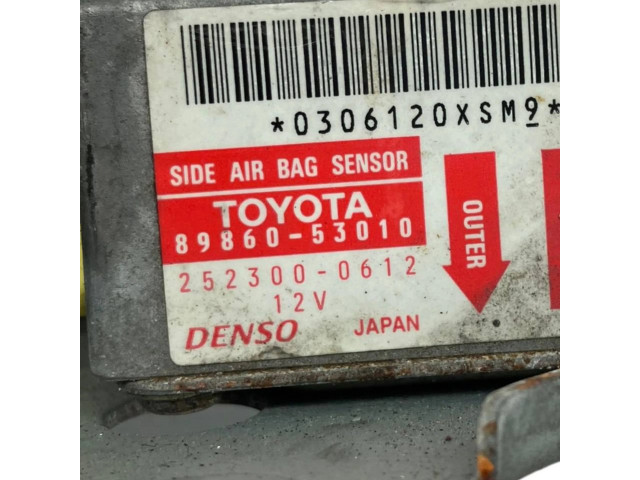 *0306120XSM9*
SIDE AIR BAG SENSOR
TOYOTA
89860-53010
252300-0612
12V
DENSO JAPAN
OUTER